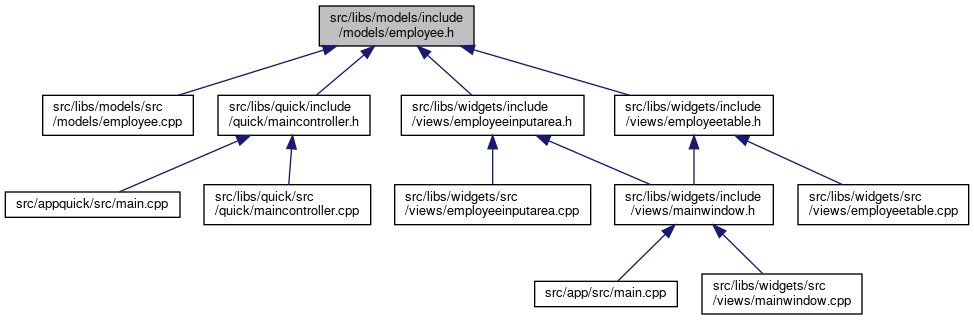 src/libs/models/include
/models/employee.h
src/libs/models/src
/models/employee.cpp
src/libs/quick/include
/quick/maincontroller.h
src/libs/widgets/include
/views/employeeinputarea.h
src/libs/widgets/include
/views/employeetable.h
src/appquick/src/main.cpp
src/libs/quick/src
/quick/maincontroller.cpp
src/libs/widgets/src
/views/employeeinputarea.cpp
src/libs/widgets/include
/views/mainwindow.h
src/libs/widgets/src
/views/employeetable.cpp
src/app/src/main.cpp
src/libs/widgets/src
/views/mainwindow.cpp